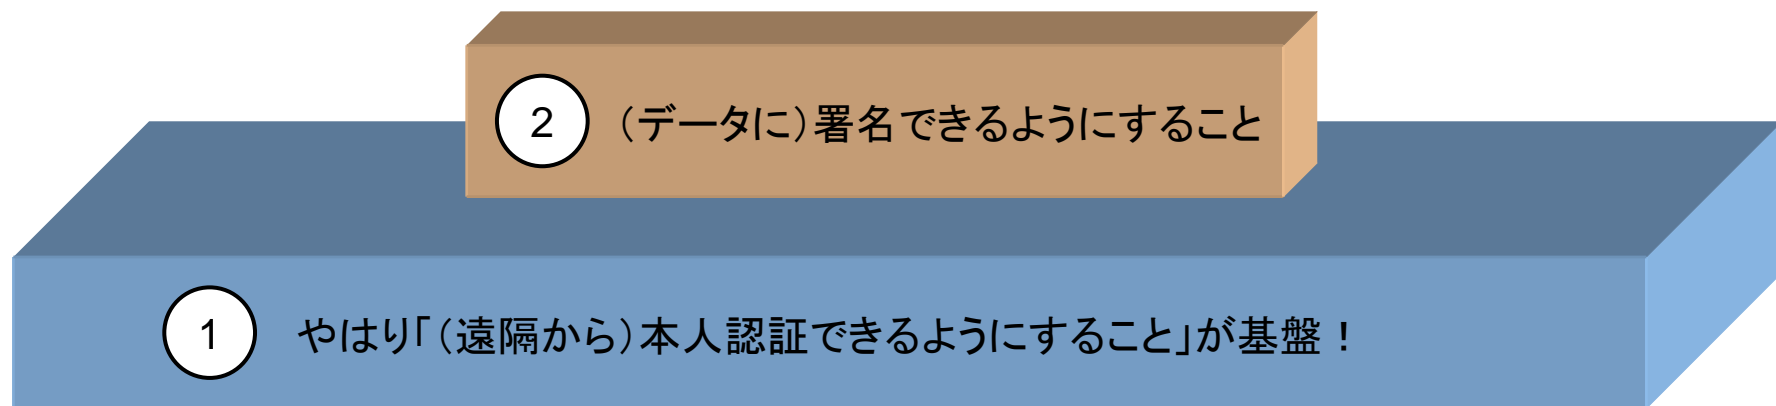 2 （データに）署名できるようにすること
1 やはり「（遠隔から）本人認証できるようにすること」が基盤！